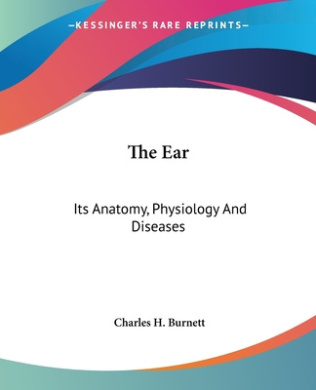 ~KESSINGER'S RARE REPRINTS~
The Ear
Its Anatomy, Physiology And
Diseases
Charles H. Burnett